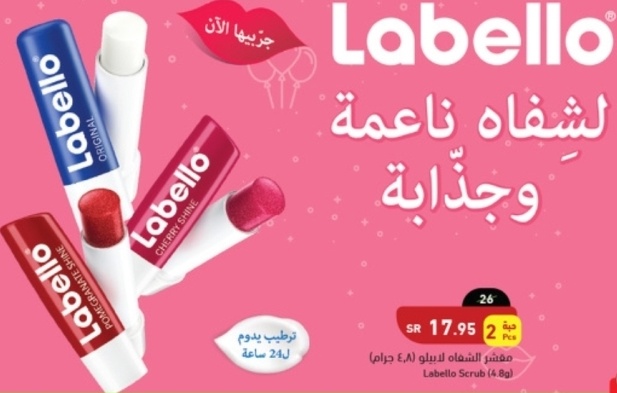 جرّبيها الآن
Labello®
لشِفاه ناعمة
وجذّابة
Labello
ORIGINAL
Labello
CHERRY SHINE
Labello
POMEGRANATE SHINE
ترطيب يدوم
ل24 ساعة
26
SR 17.95
2 حبة
Pcs
مقشر الشفاه لابيلو (٤,٨ جرام)
Labello Scrub (4.8g)